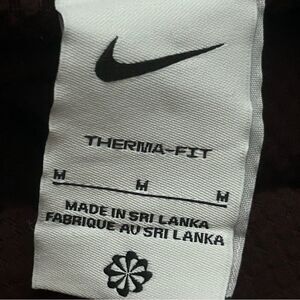 THERMA-FIT
M M M
MADE IN SRI LANKA
FABRIQUE AU SRI LANKA